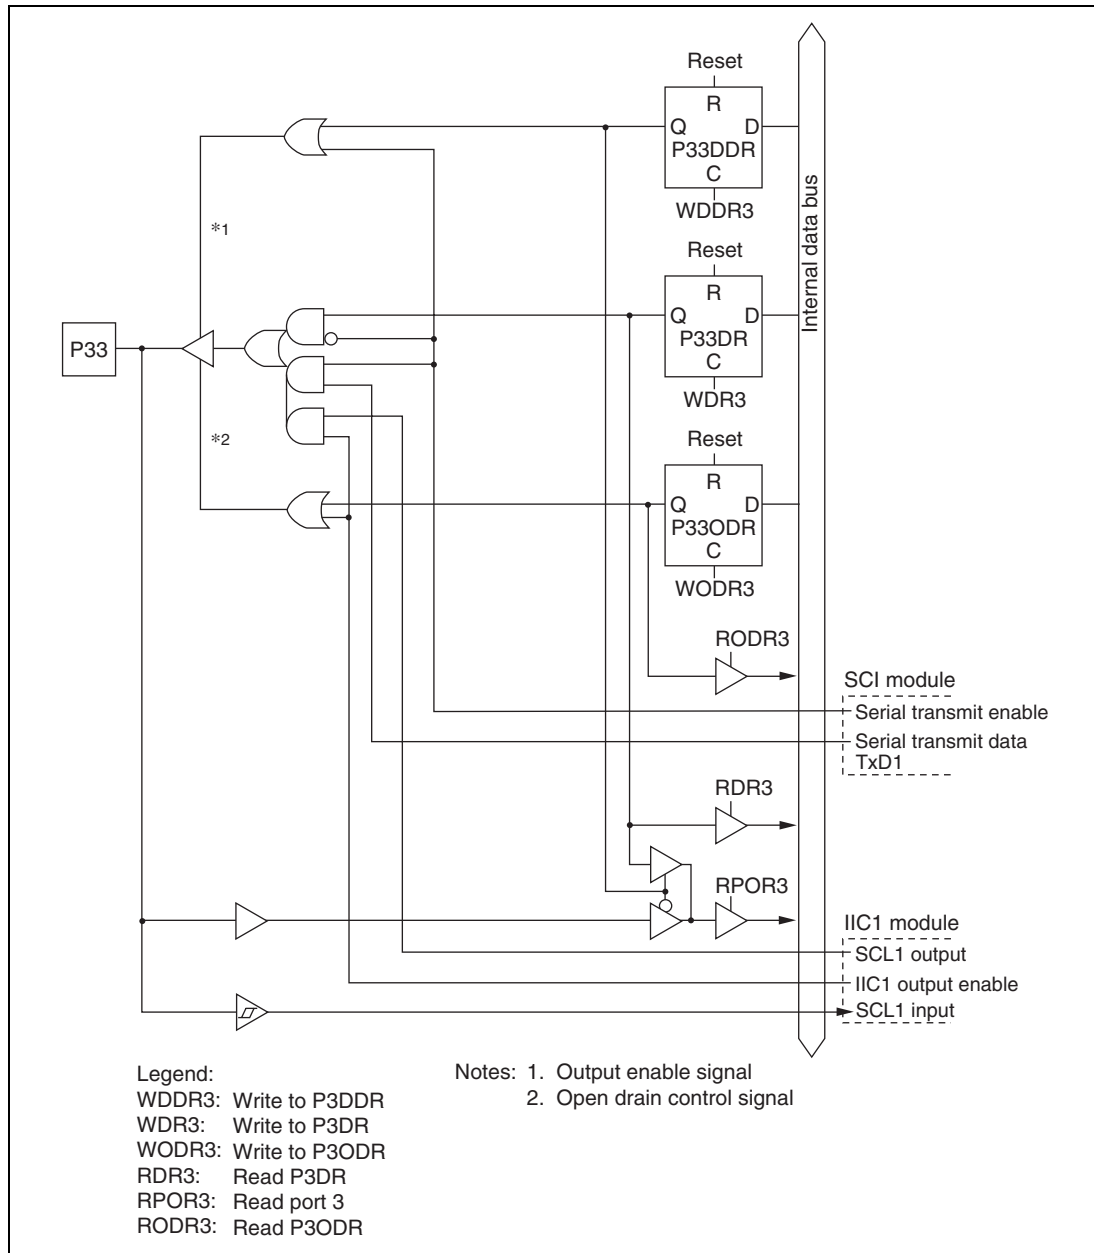 Reset
R
Q D
P33DDR
C
WDDR3
Internal data bus
*1
Reset
R
Q D
P33DR
C
WDR3
P33
*2
Reset
R
Q D
P33ODR
C
WODR3
RODR3
SCI module
Serial transmit enable
Serial transmit data
TxD1
RDR3
RPOR3
IIC1 module
SCL1 output
IIC1 output enable
SCL1 input
Legend:
WDDR3: Write to P3DDR
WDR3: Write to P3DR
WODR3: Write to P3ODR
RDR3: Read P3DR
RPOR3: Read port 3
RODR3: Read P3ODR
Notes: 1. Output enable signal
2. Open drain control signal